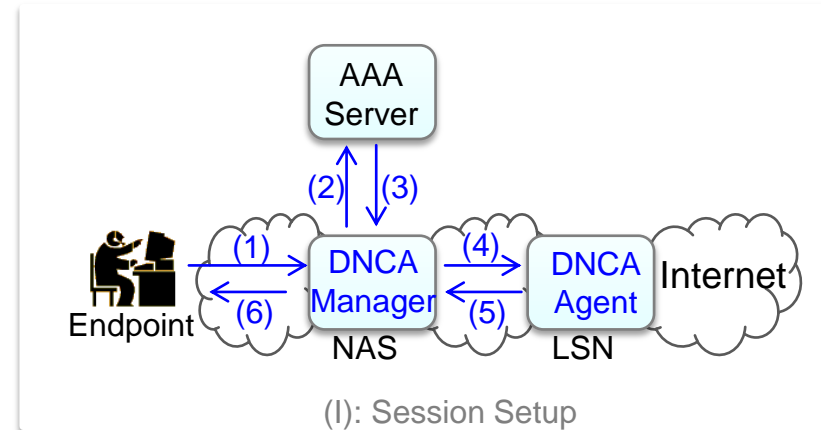 AAA
Server
(2)
(3)
(1)
(4)
DNCA
Manager
DNCA
Agent
Internet
(6)
(5)
Endpoint
NAS
LSN
(I): Session Setup